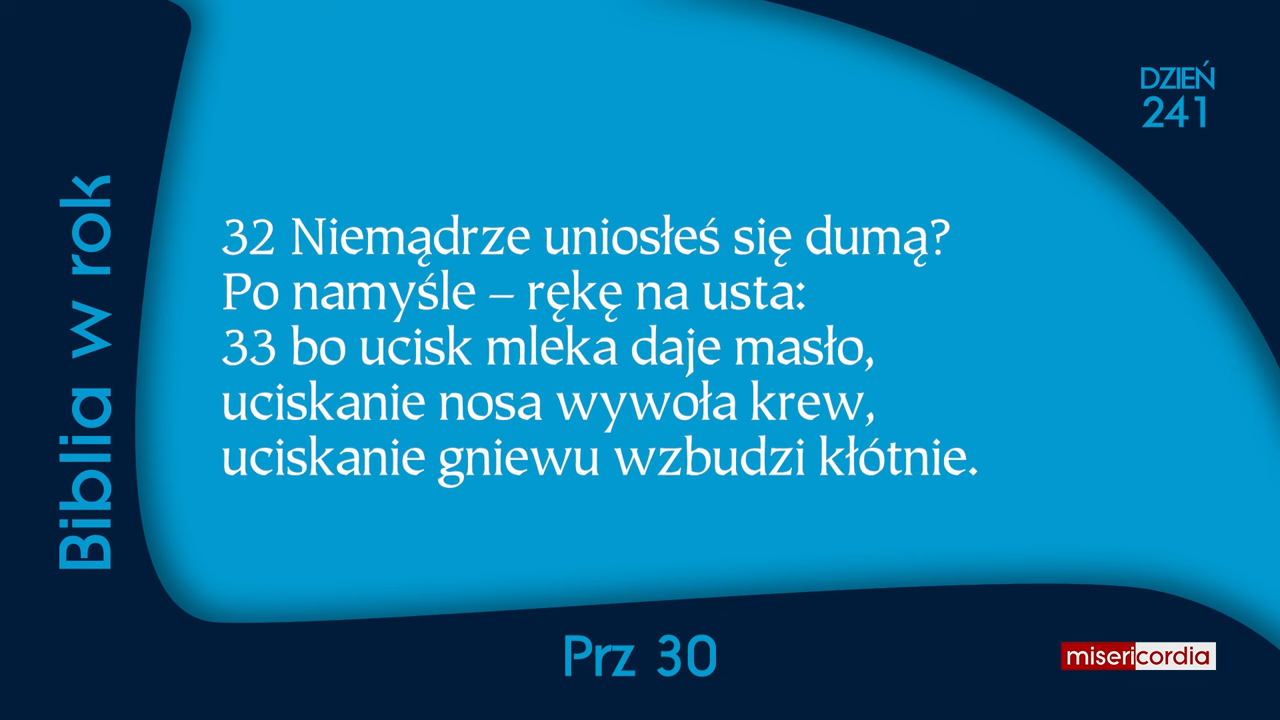 DZIEŃ
241
Biblia w rok
32 Niemądrze uniosłeś się dumą?
Po namyśle – rękę na usta:
33 bo ucisk mleka daje masło,
uciskanie nosa wywoła krew,
uciskanie gniewu wzbudzi kłótnie.
Prz 30
misericordia